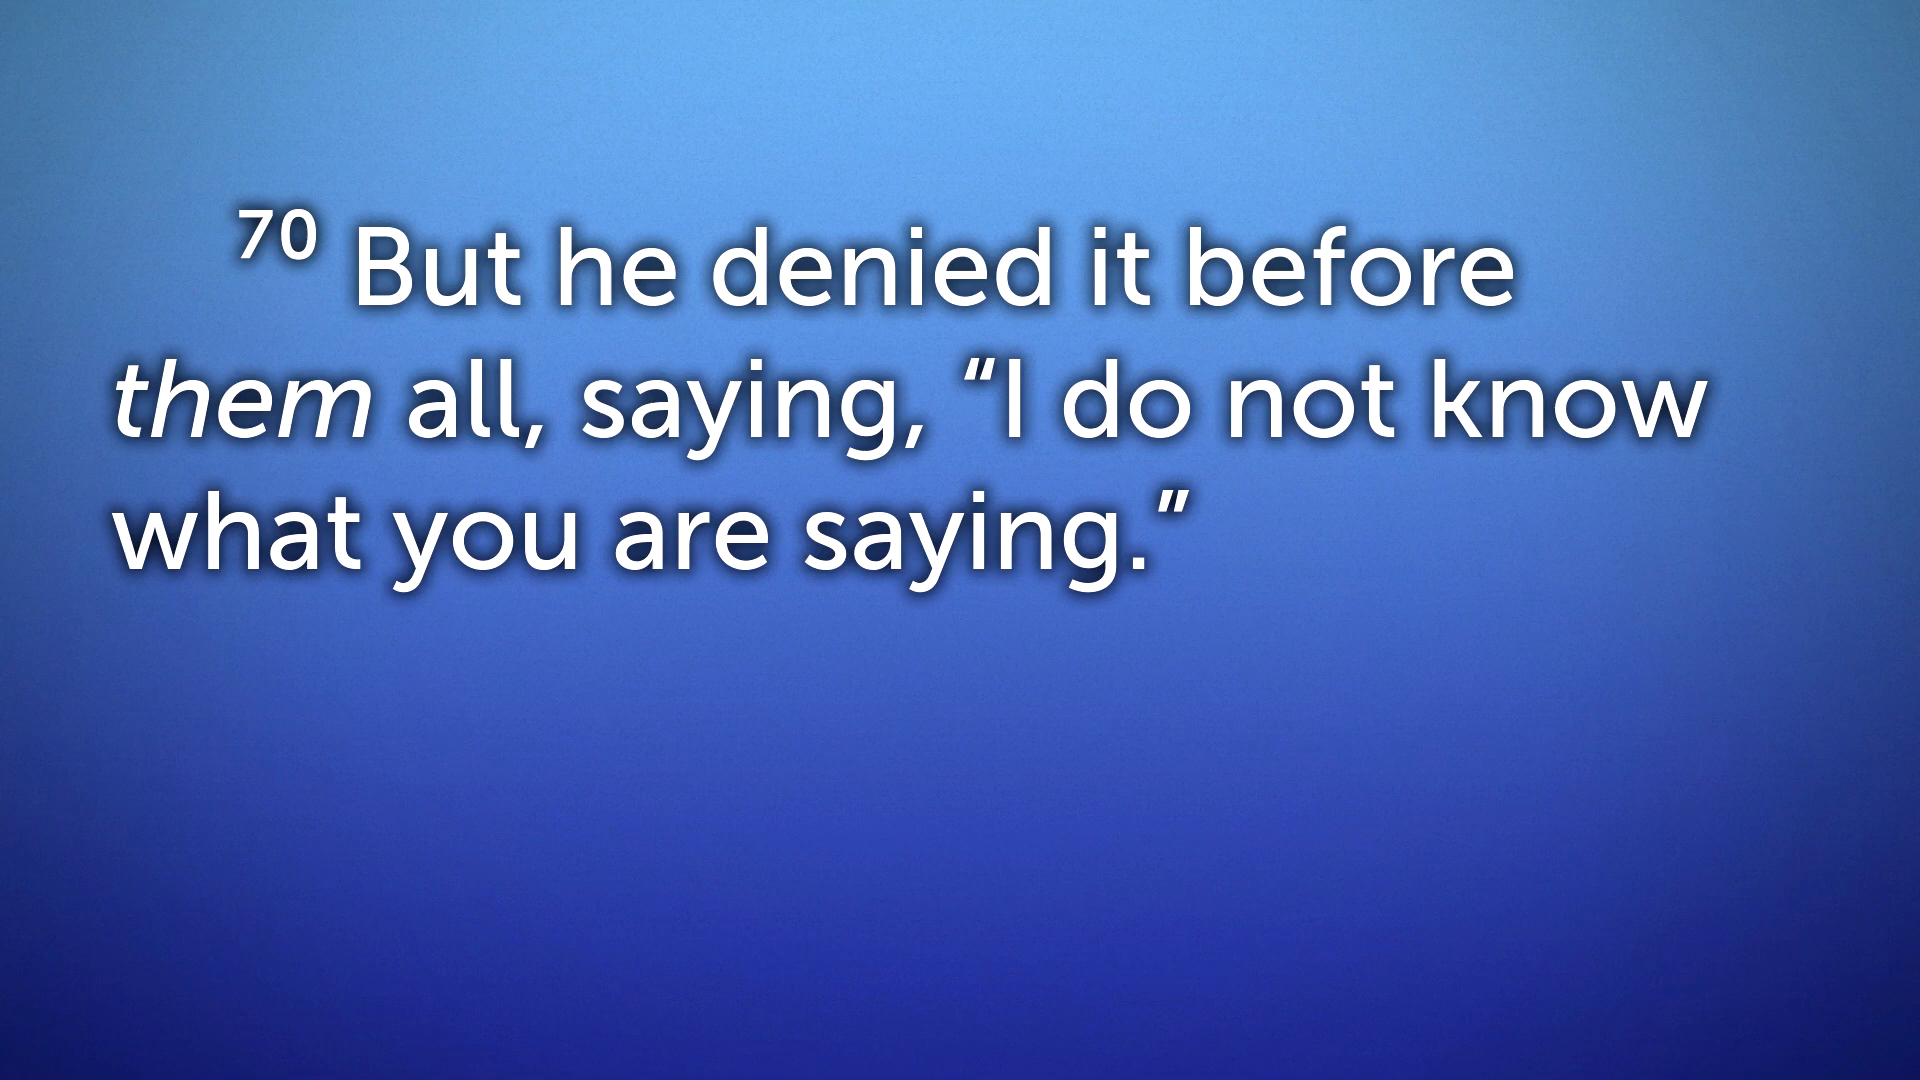 70 But he denied it before
them all, saying, “I do not know
what you are saying.”